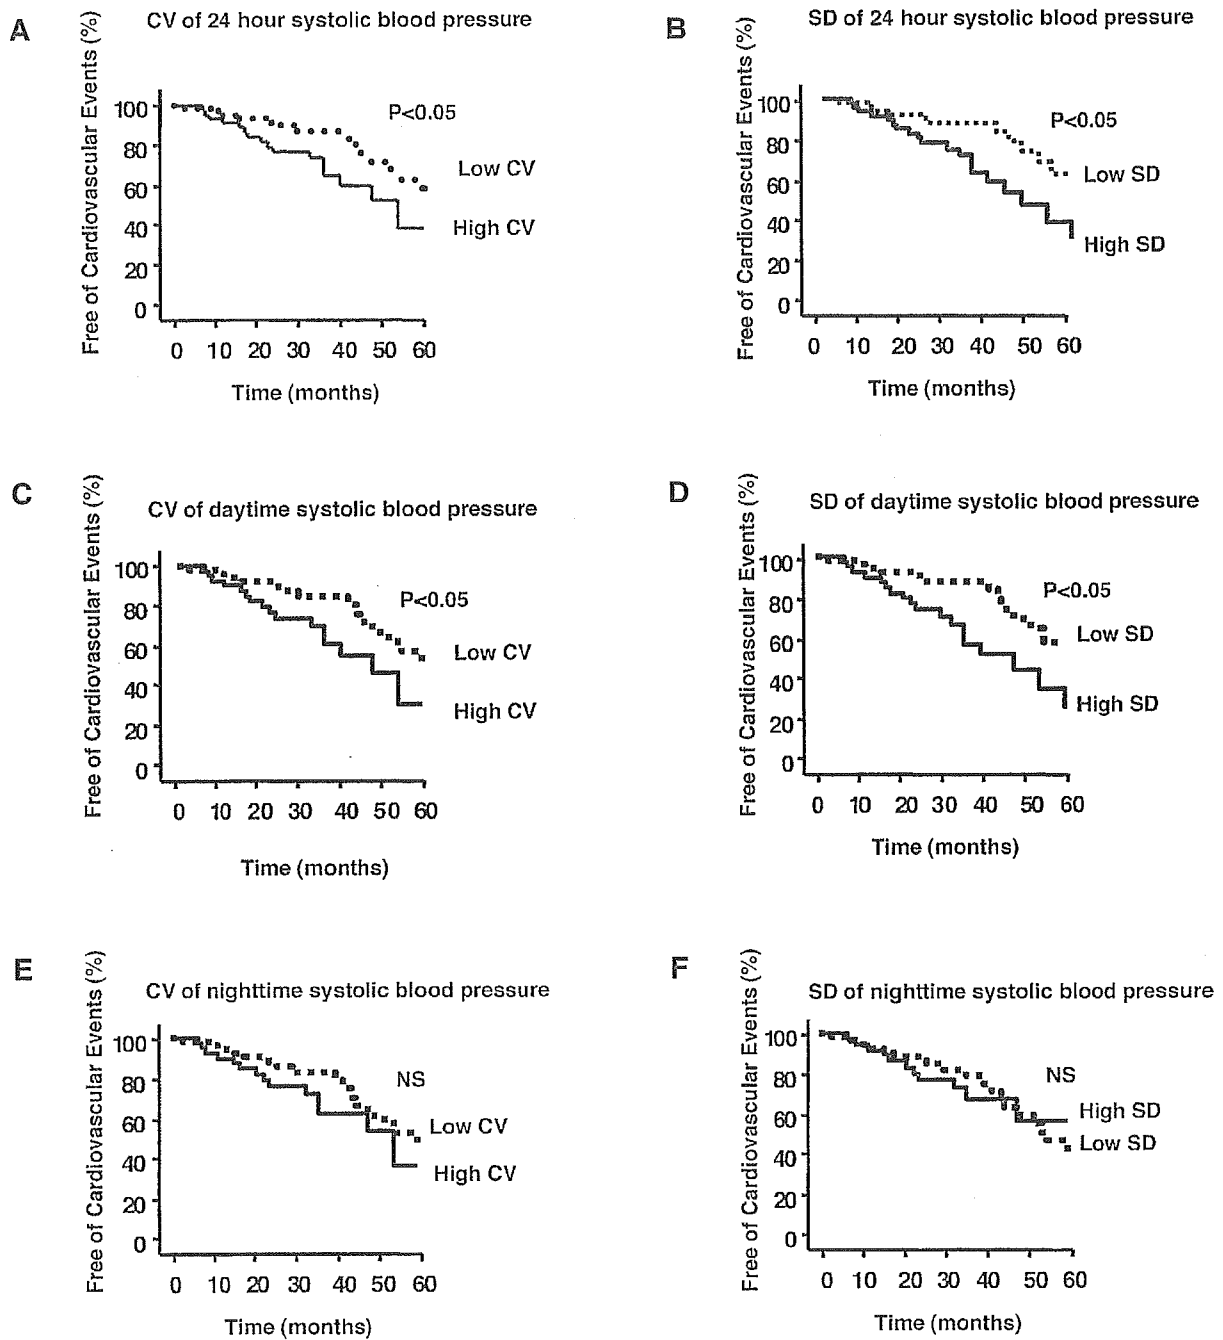 A
CV of 24 hour systolic blood pressure
Free of Cardiovascular Events (%)
100
80
60
40
20
0
P<0.05
Low CV
High CV
0 10 20 30 40 50 60
Time (months)
B
SD of 24 hour systolic blood pressure
Free of Cardiovascular Events (%)
100
80
60
40
20
0
P<0.05
Low SD
High SD
0 10 20 30 40 50 60
Time (months)
C
CV of daytime systolic blood pressure
Free of Cardiovascular Events (%)
100
80
60
40
20
0
P<0.05
Low CV
High CV
0 10 20 30 40 50 60
Time (months)
D
SD of daytime systolic blood pressure
Free of Cardiovascular Events (%)
100
80
60
40
20
0
P<0.05
Low SD
High SD
0 10 20 30 40 50 60
Time (months)
E
CV of nighttime systolic blood pressure
Free of Cardiovascular Events (%)
100
80
60
40
20
0
NS
Low CV
High CV
0 10 20 30 40 50 60
Time (months)
F
SD of nighttime systolic blood pressure
Free of Cardiovascular Events (%)
100
80
60
40
20
0
NS
High SD
Low SD
0 10 20 30 40 50 60
Time (months)